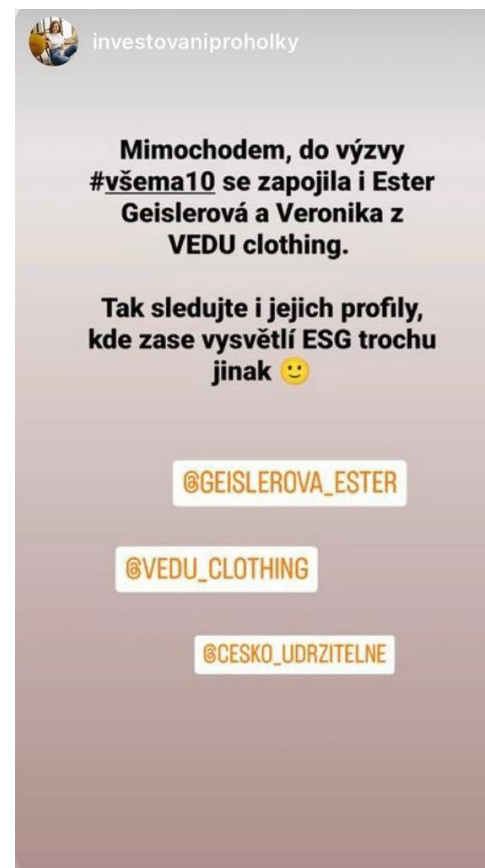 investovaniproholky
Mimochodem, do výzvy
#všema10 se zapojila i Ester
Geislerová a Veronika z
VEDU clothing.
Tak sledujte i jejich profily,
kde zase vysvětlí ESG trochu
jinak 🙂
@GEISLEROVA_ESTER
@VEDU_CLOTHING
@CESKO_UDRZITELNE